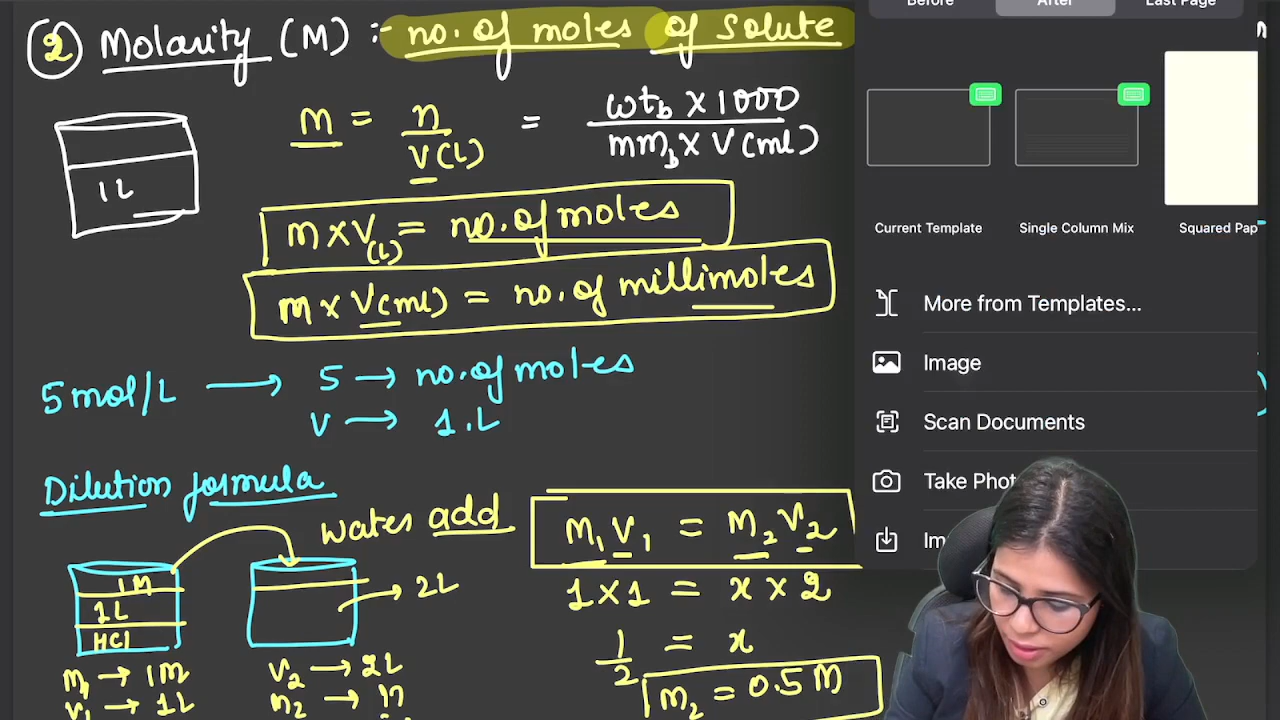 ② Molarity (M) :- no. of moles of solute
1L
M = n / V(L) = wt_b × 1000 / mm_b × V(ml)
M × V(L) = no. of moles
M × V(ml) = no. of millimoles
5 mol/L → 5 → no. of moles
V → 1.L
Dilution formula
Water add
1M
1L
HCl
2L
M₁ → 1M
V₁ → 1L
V₂ → 2L
M₂ → ??
M₁V₁ = M₂V₂
1 × 1 = x × 2
1/2 = x
M₂ = 0.5 M
Before After Last Page
Current Template Single Column Mix Squared Pap
More from Templates...
Image
Scan Documents
Take Phot
Im